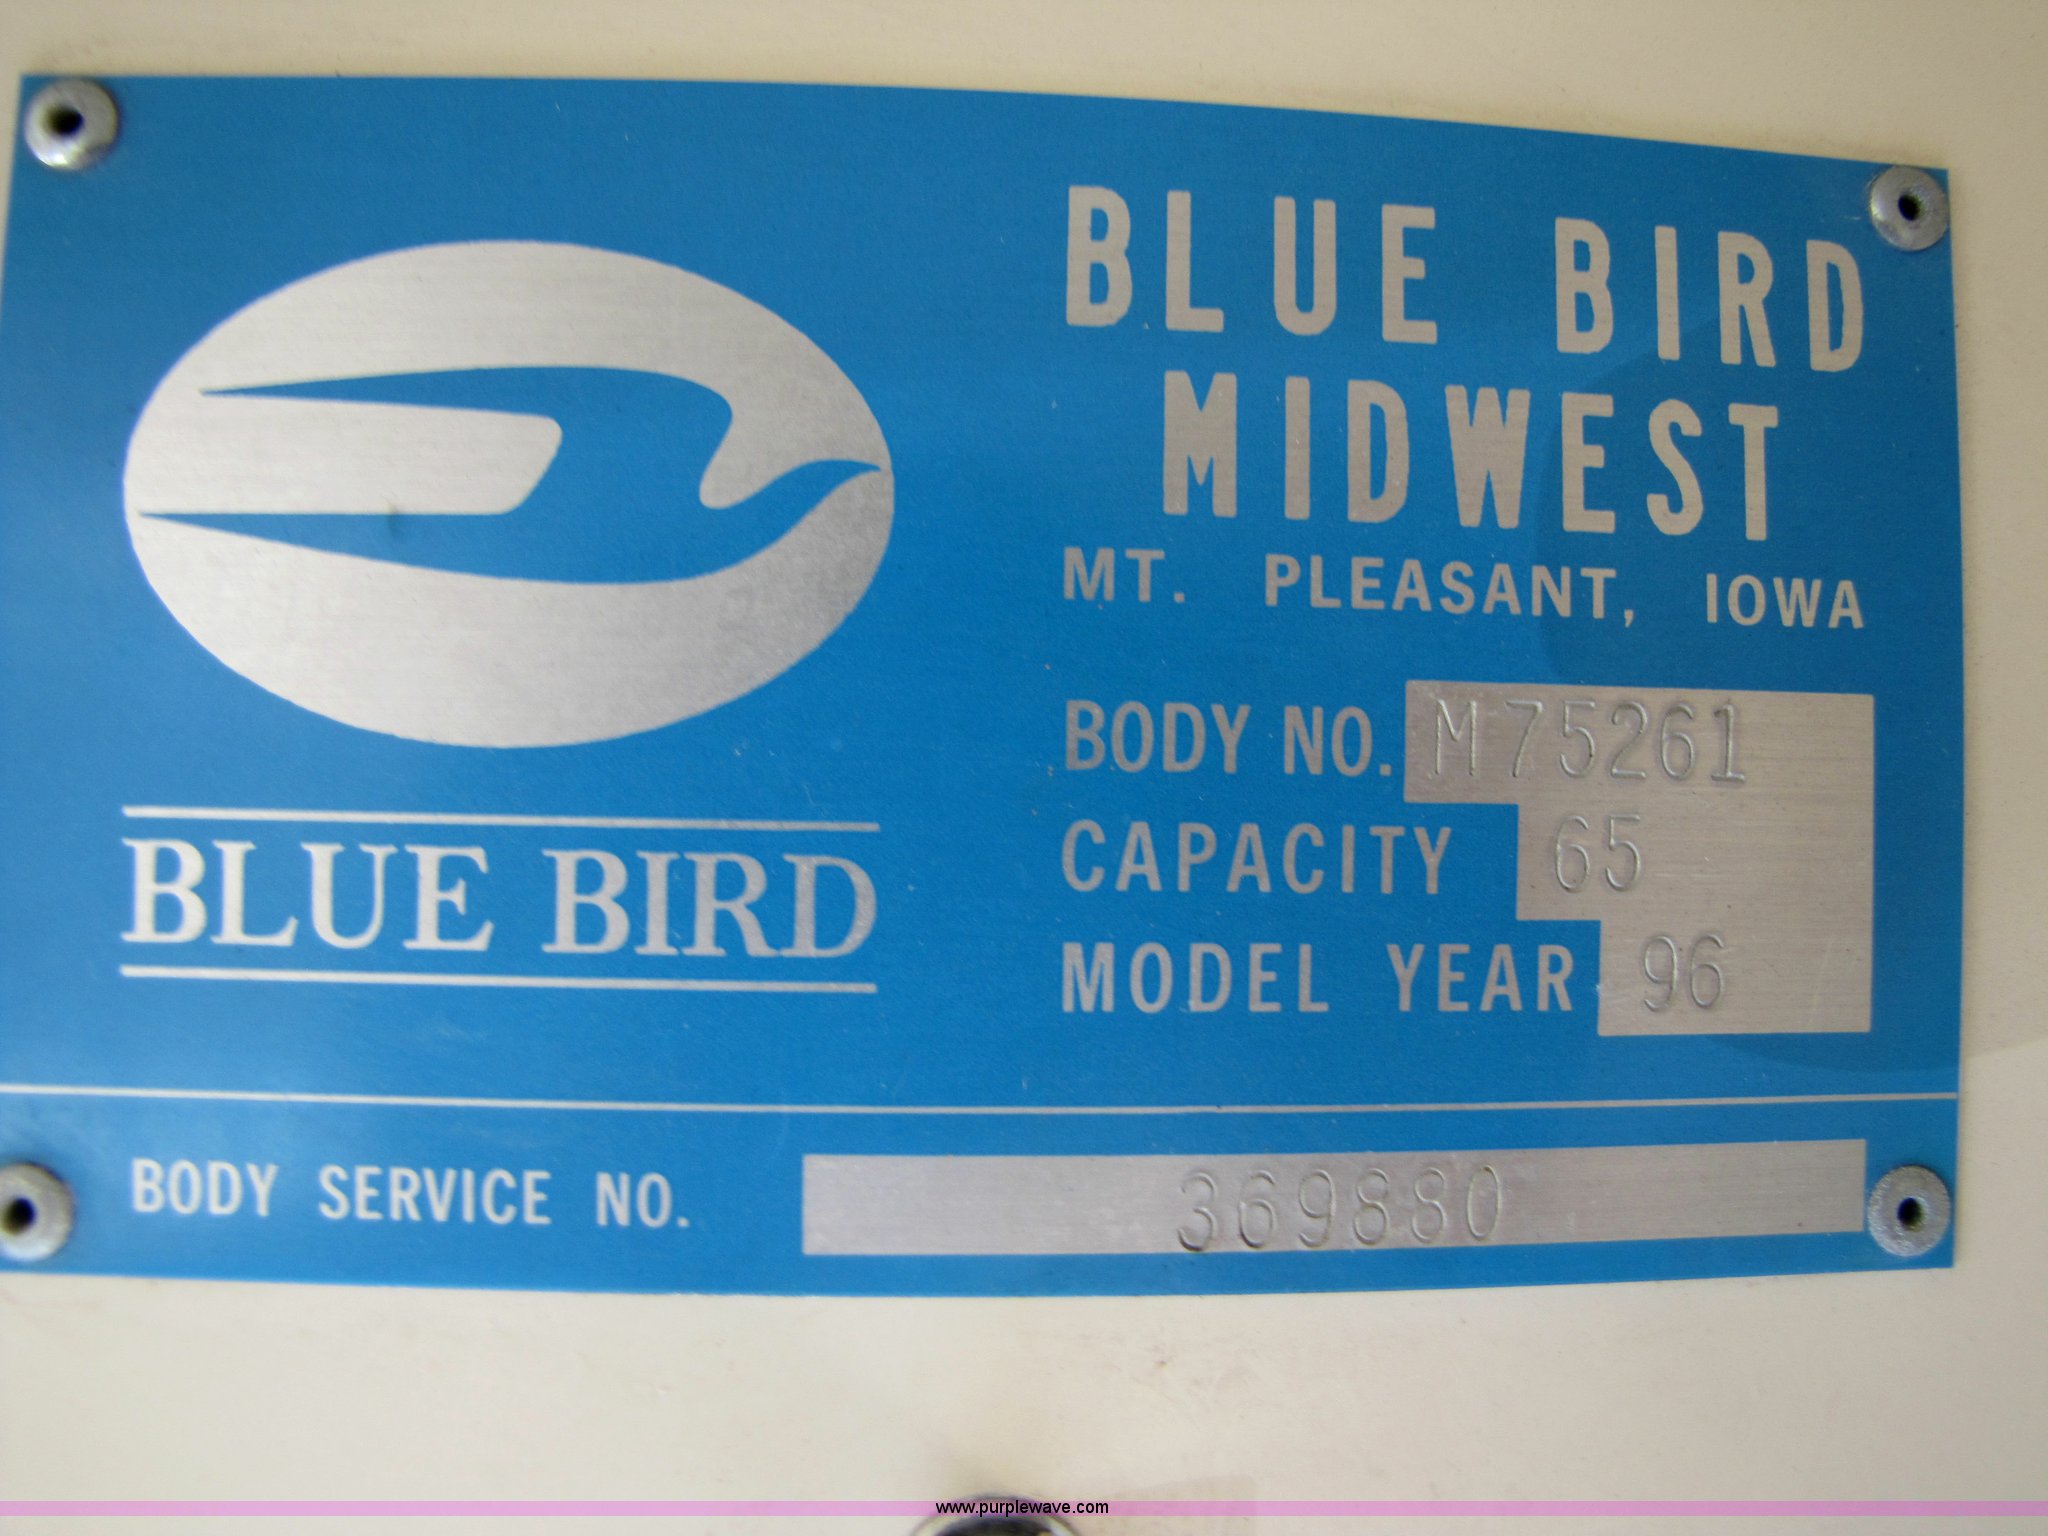 BLUE BIRD
MIDWEST
MT. PLEASANT, IOWA
BODY NO. M75261
CAPACITY 65
MODEL YEAR 96
BLUE BIRD
BODY SERVICE NO. 369880
www.purplewave.com